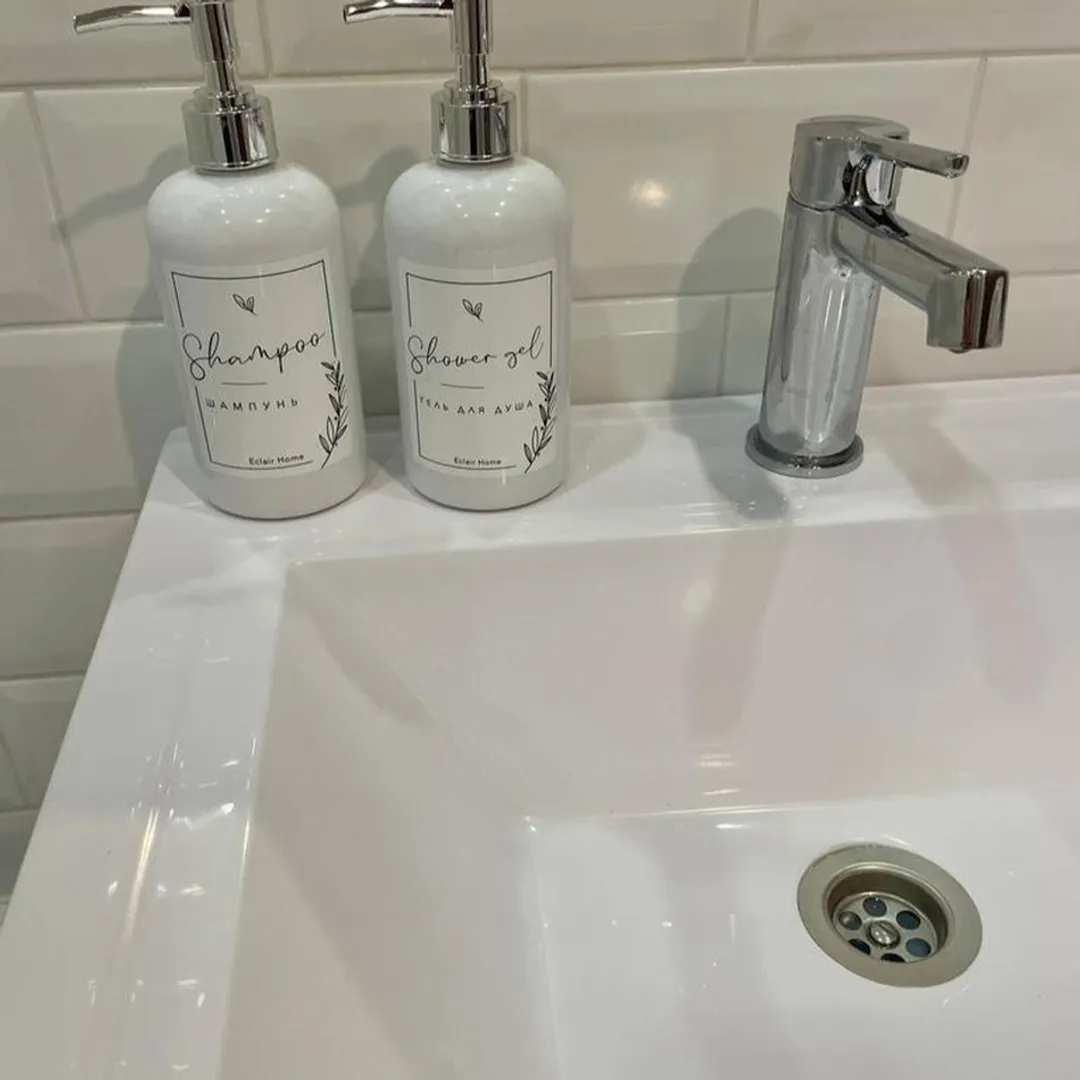 Shampoo
ШАМПУНЬ
Eclair Home
Shower gel
ГЕЛЬ ДЛЯ ДУША
Eclair Home